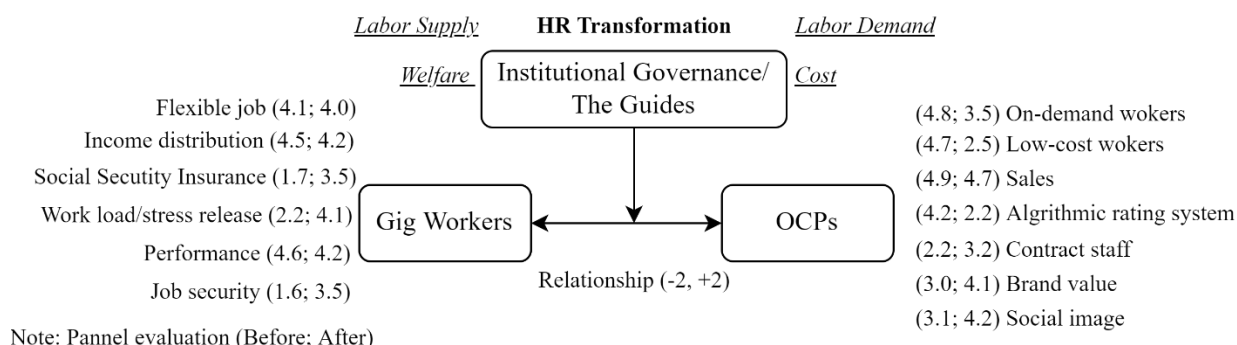 Labor Supply HR Transformation Labor Demand
Welfare Institutional Governance/ Cost
The Guides
Flexible job (4.1; 4.0)
Income distribution (4.5; 4.2)
Social Secutity Insurance (1.7; 3.5)
Work load/stress release (2.2; 4.1)
Performance (4.6; 4.2)
Job security (1.6; 3.5)
Gig Workers
OCPs
Relationship (-2, +2)
(4.8; 3.5) On-demand wokers
(4.7; 2.5) Low-cost wokers
(4.9; 4.7) Sales
(4.2; 2.2) Algrithmic rating system
(2.2; 3.2) Contract staff
(3.0; 4.1) Brand value
(3.1; 4.2) Social image
Note: Pannel evaluation (Before; After)